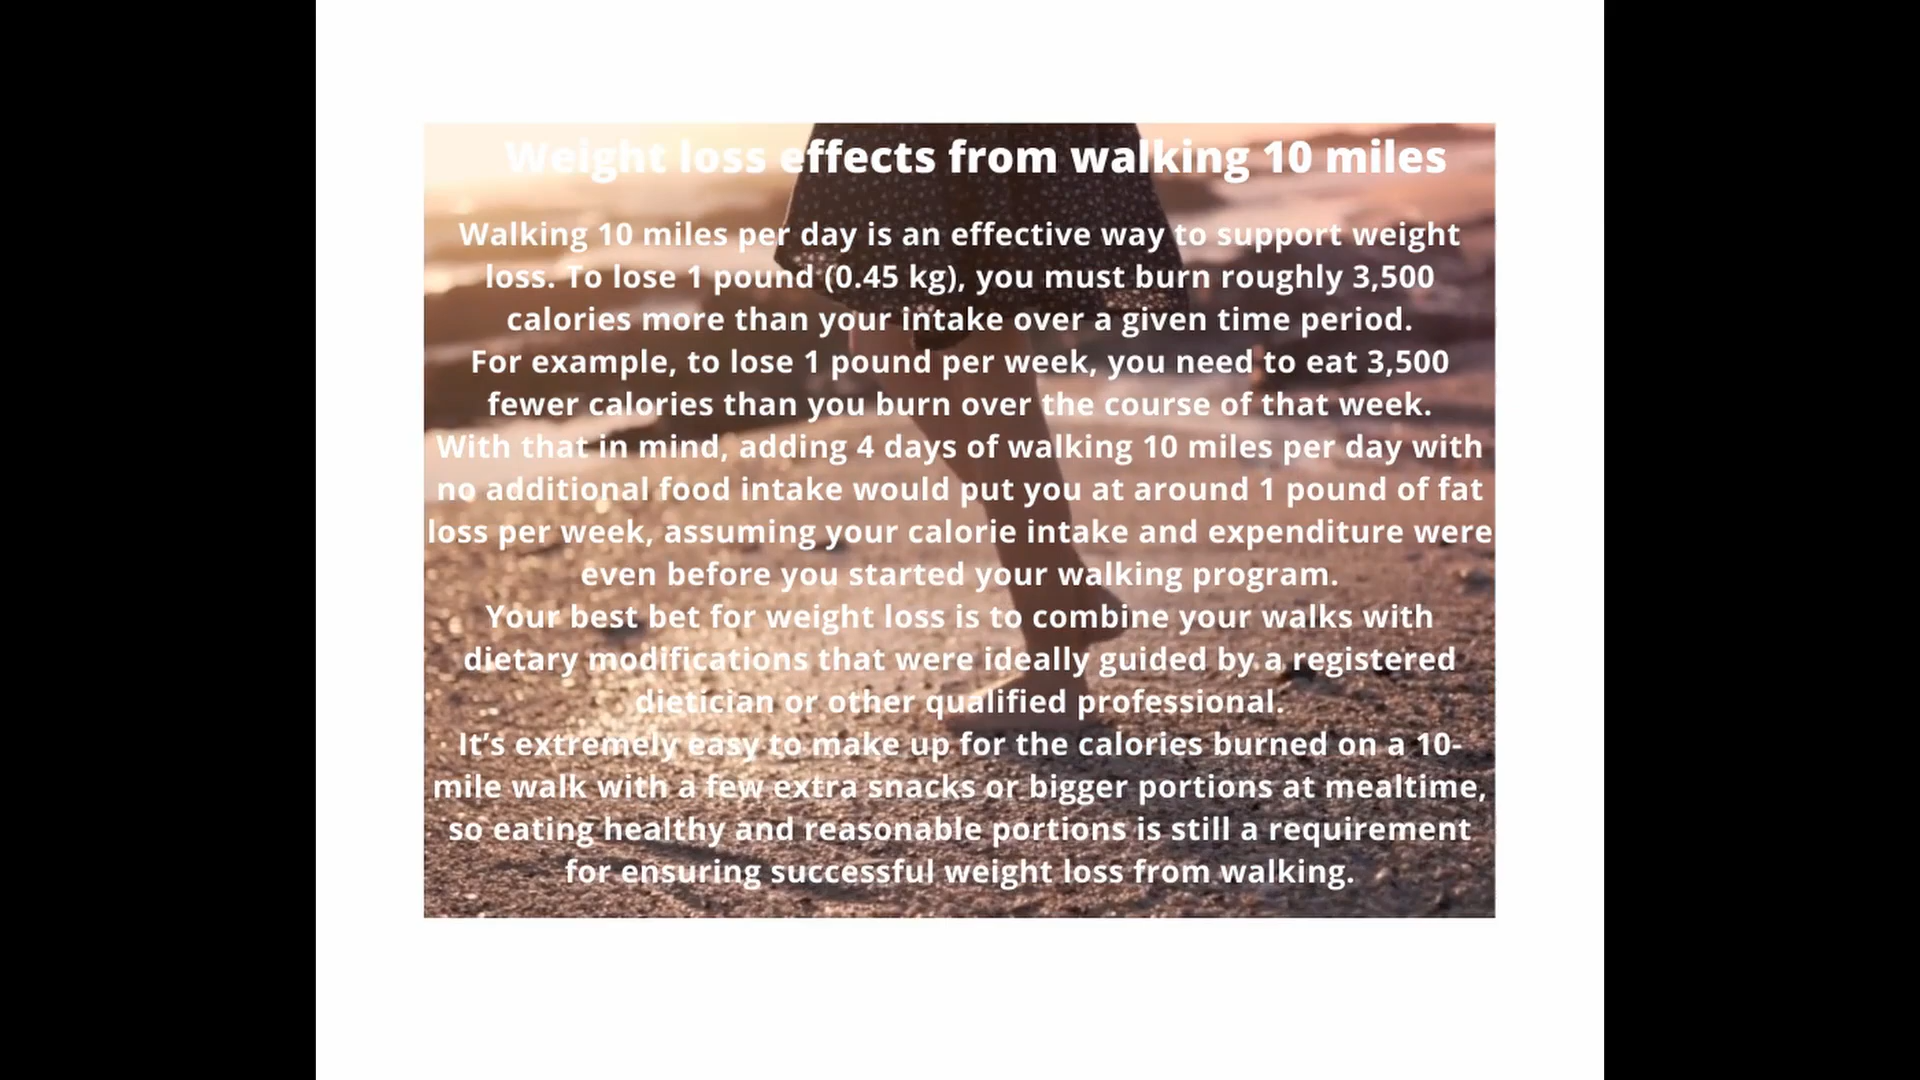 Weight loss effects from walking 10 miles
Walking 10 miles per day is an effective way to support weight
loss. To lose 1 pound (0.45 kg), you must burn roughly 3,500
calories more than your intake over a given time period.
For example, to lose 1 pound per week, you need to eat 3,500
fewer calories than you burn over the course of that week.
With that in mind, adding 4 days of walking 10 miles per day with
no additional food intake would put you at around 1 pound of fat
loss per week, assuming your calorie intake and expenditure were
even before you started your walking program.
Your best bet for weight loss is to combine your walks with
dietary modifications that were ideally guided by a registered
dietician or other qualified professional.
It’s extremely easy to make up for the calories burned on a 10-
mile walk with a few extra snacks or bigger portions at mealtime,
so eating healthy and reasonable portions is still a requirement
for ensuring successful weight loss from walking.